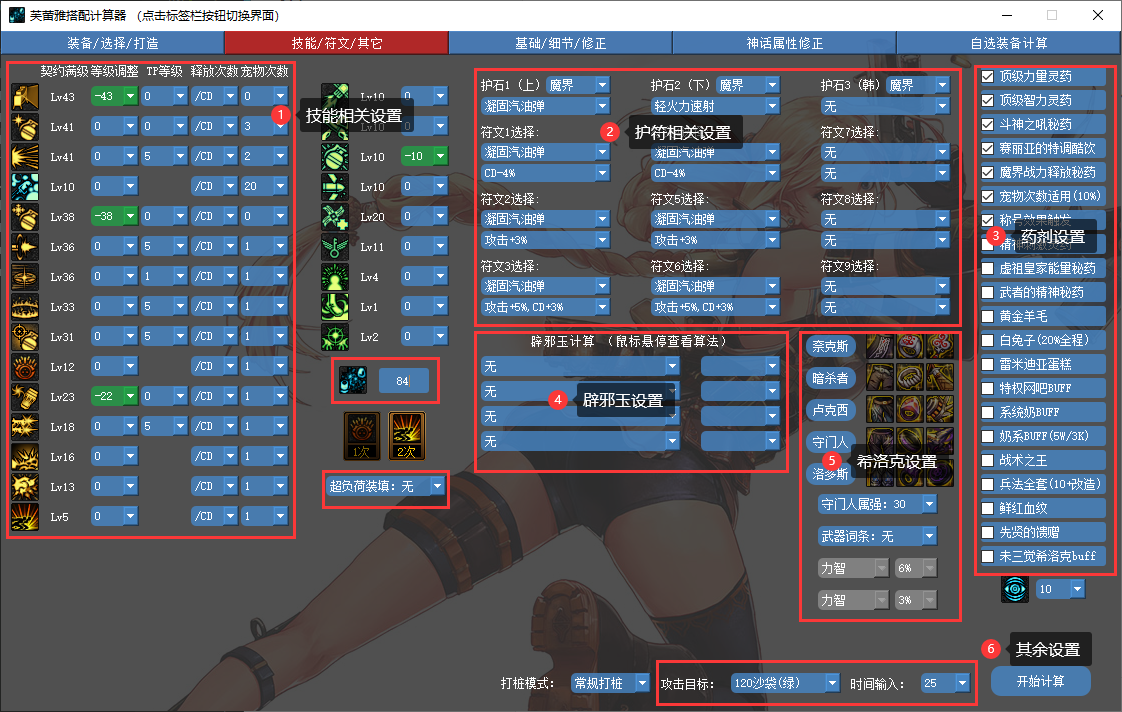 芙蕾雅搭配计算器 （点击标签栏按钮切换界面）
装备/选择/打造 技能/符文/其它 基础/细节/修正 神话属性修正 自选装备计算
契约满级 等级调整 TP等级 释放次数 宠物次数
Lv43 -43 0 /CD 0
Lv41 0 0 /CD 3
Lv41 0 5 /CD 2
Lv10 0 /CD 20
Lv38 -38 0 /CD 0
Lv36 0 5 /CD 1
Lv36 0 1 /CD 1
Lv33 0 5 /CD 1
Lv31 0 5 /CD 1
Lv12 0 /CD 1
Lv23 -22 0 /CD 1
Lv18 0 5 /CD 1
Lv16 0 /CD 1
Lv13 0 /CD 1
Lv5 0 /CD 1
1 技能相关设置
Lv10 0
Lv10 0
Lv10 -10
Lv10 0
Lv20 0
Lv11 0
Lv4 0
Lv1 0
Lv2 0
84
1次 2次
超负荷装填：无
护石1（上） 魔界 护石2（下） 魔界 护石3（韩） 魔界
凝固汽油弹 轻火力速射 无
符文1选择: 2 护符相关设置 符文7选择:
凝固汽油弹 凝固汽油弹 无
CD-4% CD-4% 无
符文2选择: 符文5选择: 符文8选择:
凝固汽油弹 凝固汽油弹 无
攻击+3% 攻击+3% 无
符文3选择: 符文6选择: 符文9选择:
凝固汽油弹 凝固汽油弹 无
攻击+5%,CD+3% 攻击+5%,CD+3% 无
辟邪玉计算 （鼠标悬停查看算法）
无
无
无
无
4 辟邪玉设置
奈克斯
暗杀者
卢克西
守门人
洛多斯
5 希洛克设置
守门人属强: 30
武器词条: 无
力智 6%
力智 3%
顶级力量灵药
顶级智力灵药
斗神之吼秘药
赛丽亚的特调酷饮
魔界战力释放秘药
宠物次数适用(10%)
称号效果触发
3 药剂设置
虚祖皇家能量秘药
武者的精神秘药
黄金羊毛
白兔子(20%全程)
雷米迪亚蛋糕
特权网吧BUFF
系统奶BUFF
奶系BUFF(5W/3K)
战术之王
兵法全套(10+改造)
鲜红血纹
先贤的馈赠
未三觉希洛克buff
10
6 其余设置
打桩模式: 常规打桩 攻击目标: 120沙袋(绿) 时间输入: 25 开始计算